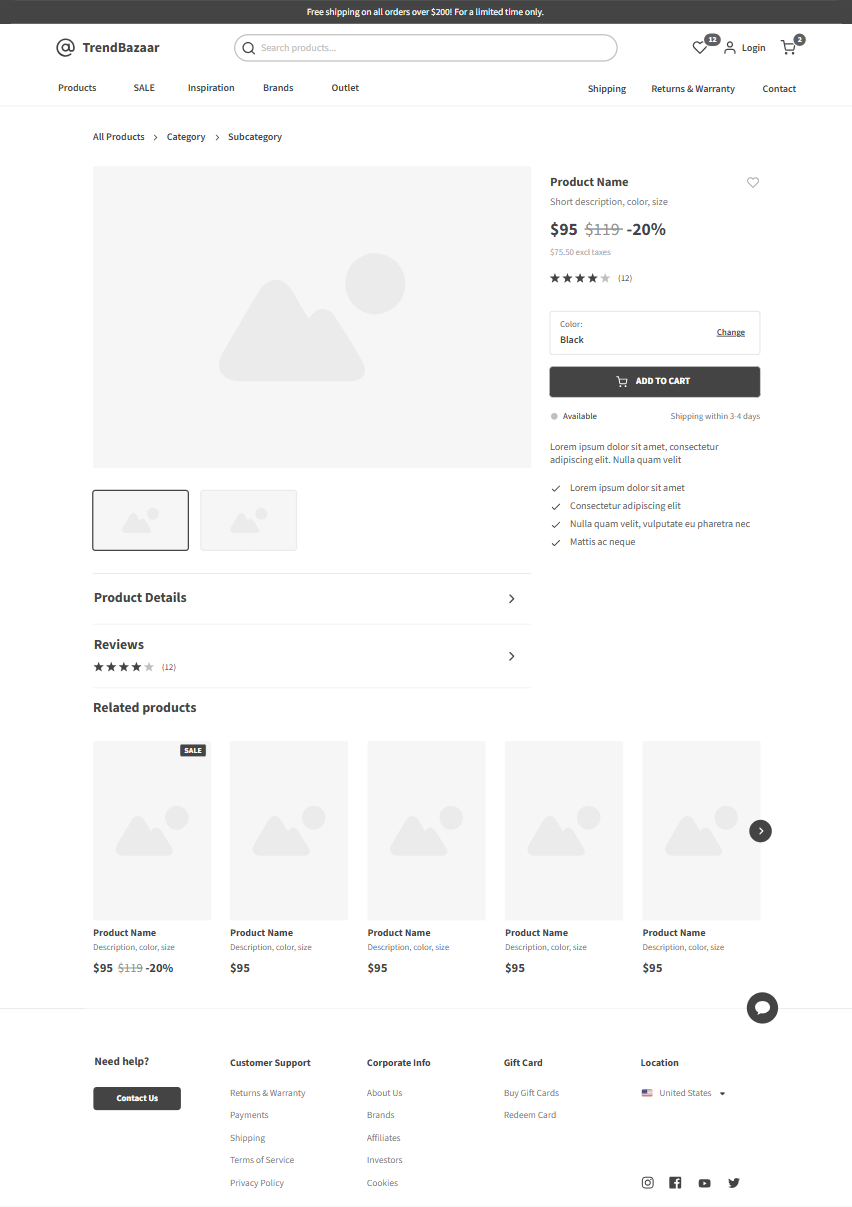 Free shipping on all orders over $200! For a limited time only.
@ TrendBazaar
Search products...
12
Login
2
Products SALE Inspiration Brands Outlet Shipping Returns & Warranty Contact
All Products > Category > Subcategory
Product Name
Short description, color, size
$95 $119 -20%
$75.50 excl taxes
(12)
Color:
Black
Change
ADD TO CART
Available Shipping within 3-4 days
Lorem ipsum dolor sit amet, consectetur
adipiscing elit. Nulla quam velit
Lorem ipsum dolor sit amet
Consectetur adipiscing elit
Nulla quam velit, vulputate eu pharetra nec
Mattis ac neque
Product Details
Reviews
(12)
Related products
SALE
Product Name Product Name Product Name Product Name Product Name
Description, color, size Description, color, size Description, color, size Description, color, size Description, color, size
$95 $119 -20% $95 $95 $95 $95
Need help?
Contact Us
Customer Support
Returns & Warranty
Payments
Shipping
Terms of Service
Privacy Policy
Corporate Info
About Us
Brands
Affiliates
Investors
Cookies
Gift Card
Buy Gift Cards
Redeem Card
Location
United States